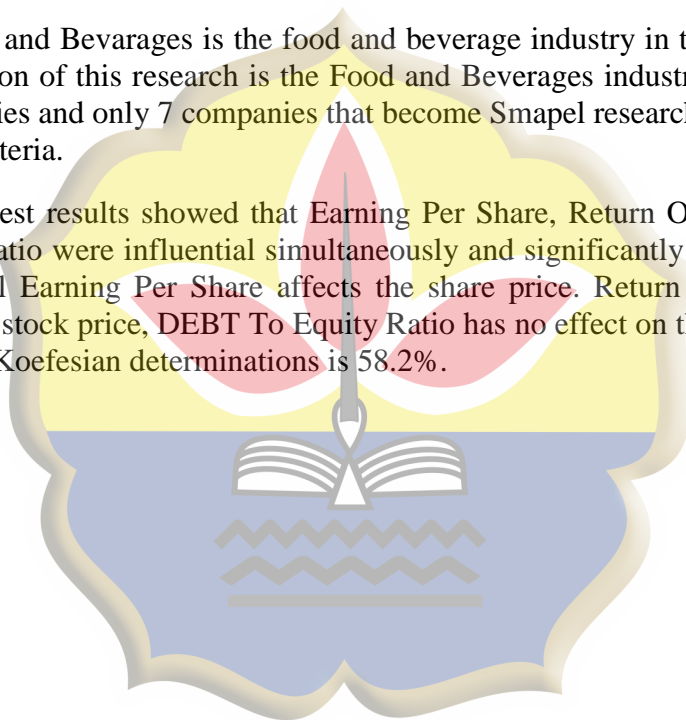 and Bevarages is the food and beverage industry in t
on of this research is the Food and Beverages industr
ies and only 7 companies that become Smapel research
teria.
est results showed that Earning Per Share, Return O
atio were influential simultaneously and significantly
l Earning Per Share affects the share price. Return
stock price, DEBT To Equity Ratio has no effect on th
Koefesian determinations is 58.2%.